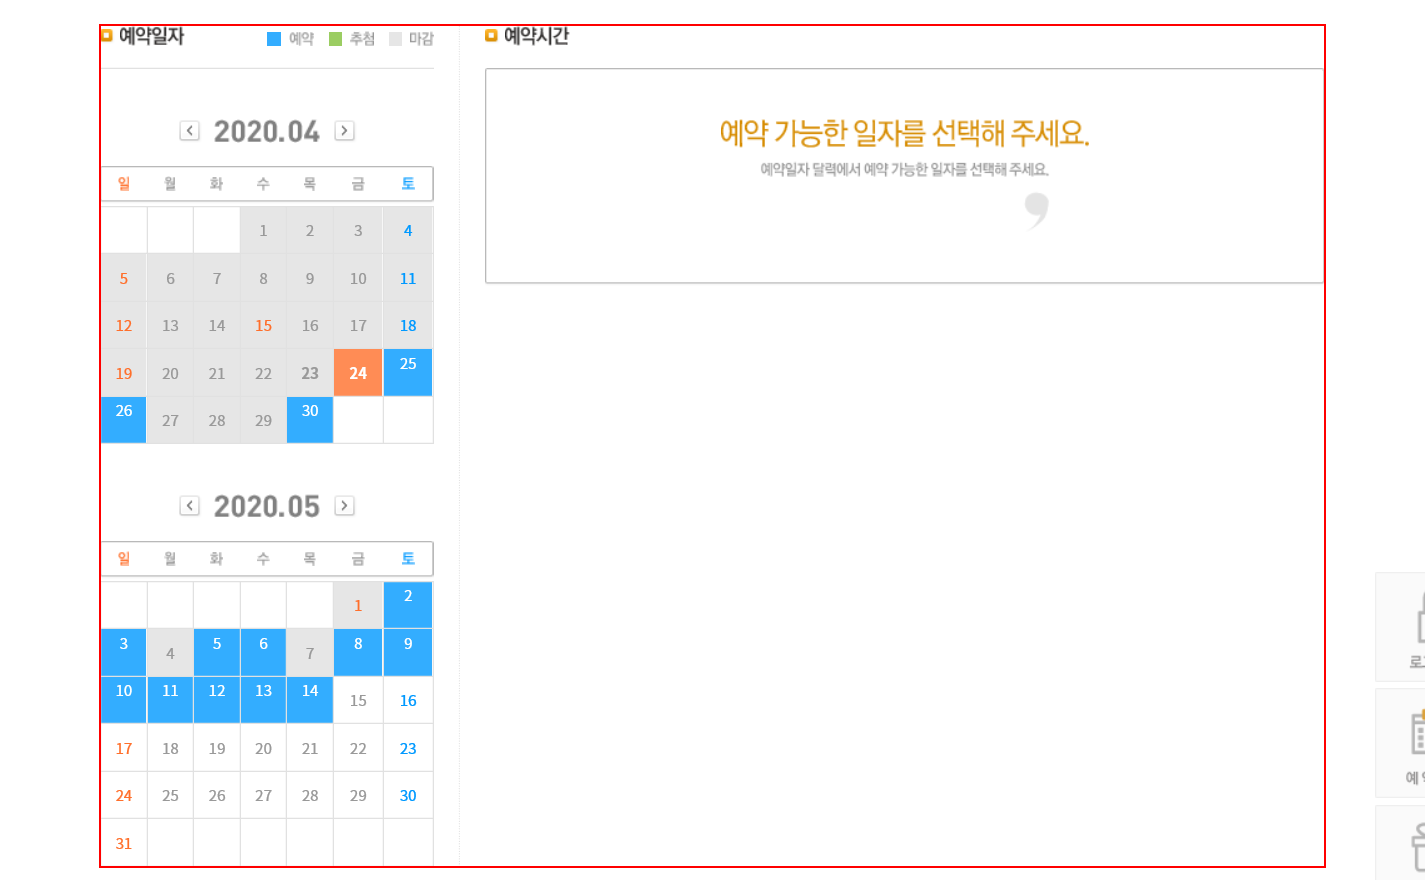 예약일자
예약 추첨 마감
2020.04
일 월 화 수 목 금 토
1 2 3 4
5 6 7 8 9 10 11
12 13 14 15 16 17 18
19 20 21 22 23 24 25
26 27 28 29 30
2020.05
일 월 화 수 목 금 토
1 2
3 4 5 6 7 8 9
10 11 12 13 14 15 16
17 18 19 20 21 22 23
24 25 26 27 28 29 30
31
예약시간
예약 가능한 일자를 선택해 주세요.
예약일자 달력에서 예약 가능한 일자를 선택해 주세요.
로
예